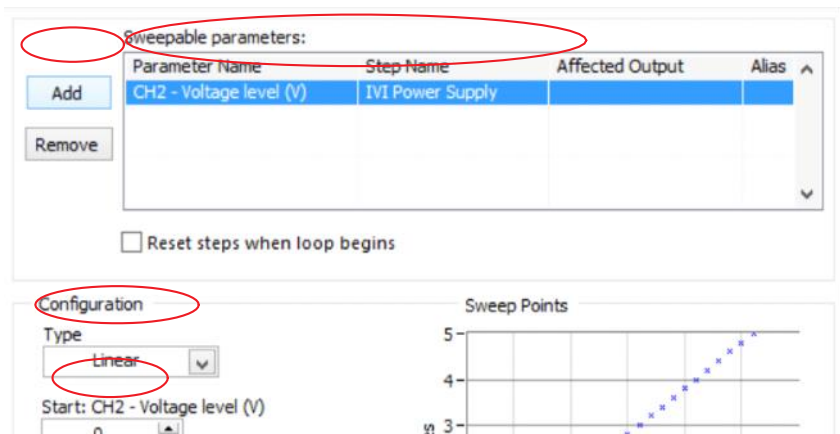 Sweepable parameters:
Parameter Name Step Name Affected Output Alias
Add
CH2 - Voltage level (V) IVI Power Supply
Remove
Reset steps when loop begins
Configuration
Sweep Points
Type
Linear
5
4
Start: CH2 - Voltage level (V)
0
3